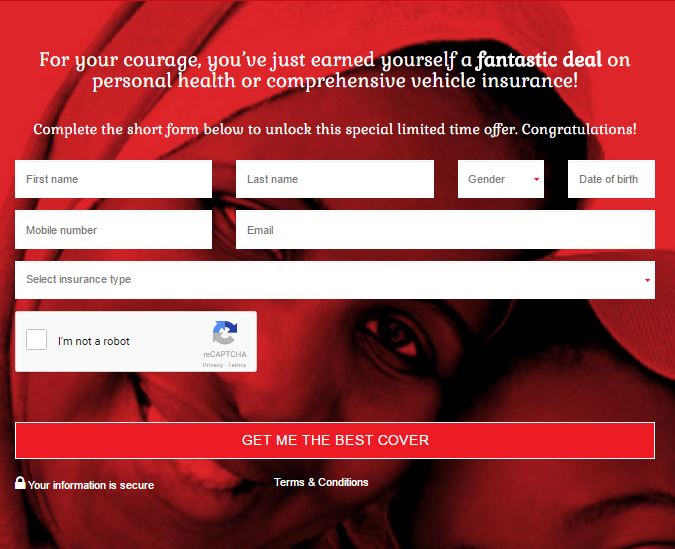 For your courage, you've just earned yourself a fantastic deal on
personal health or comprehensive vehicle insurance!
Complete the short form below to unlock this special limited time offer. Congratulations!
First name Last name Gender Date of birth
Mobile number Email
Select insurance type
I'm not a robot
reCAPTCHA
Privacy - Terms
GET ME THE BEST COVER
Your information is secure Terms & Conditions